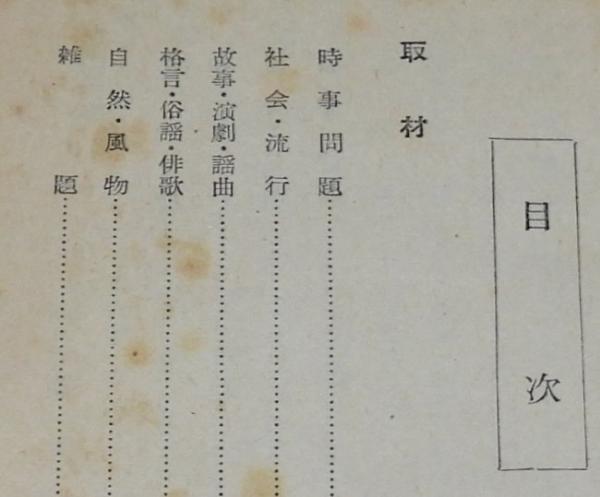 目次
取材
時事問題
社会・流行
故事・演劇・謡曲
格言・俗謡・俳歌
自然・風物
雑題